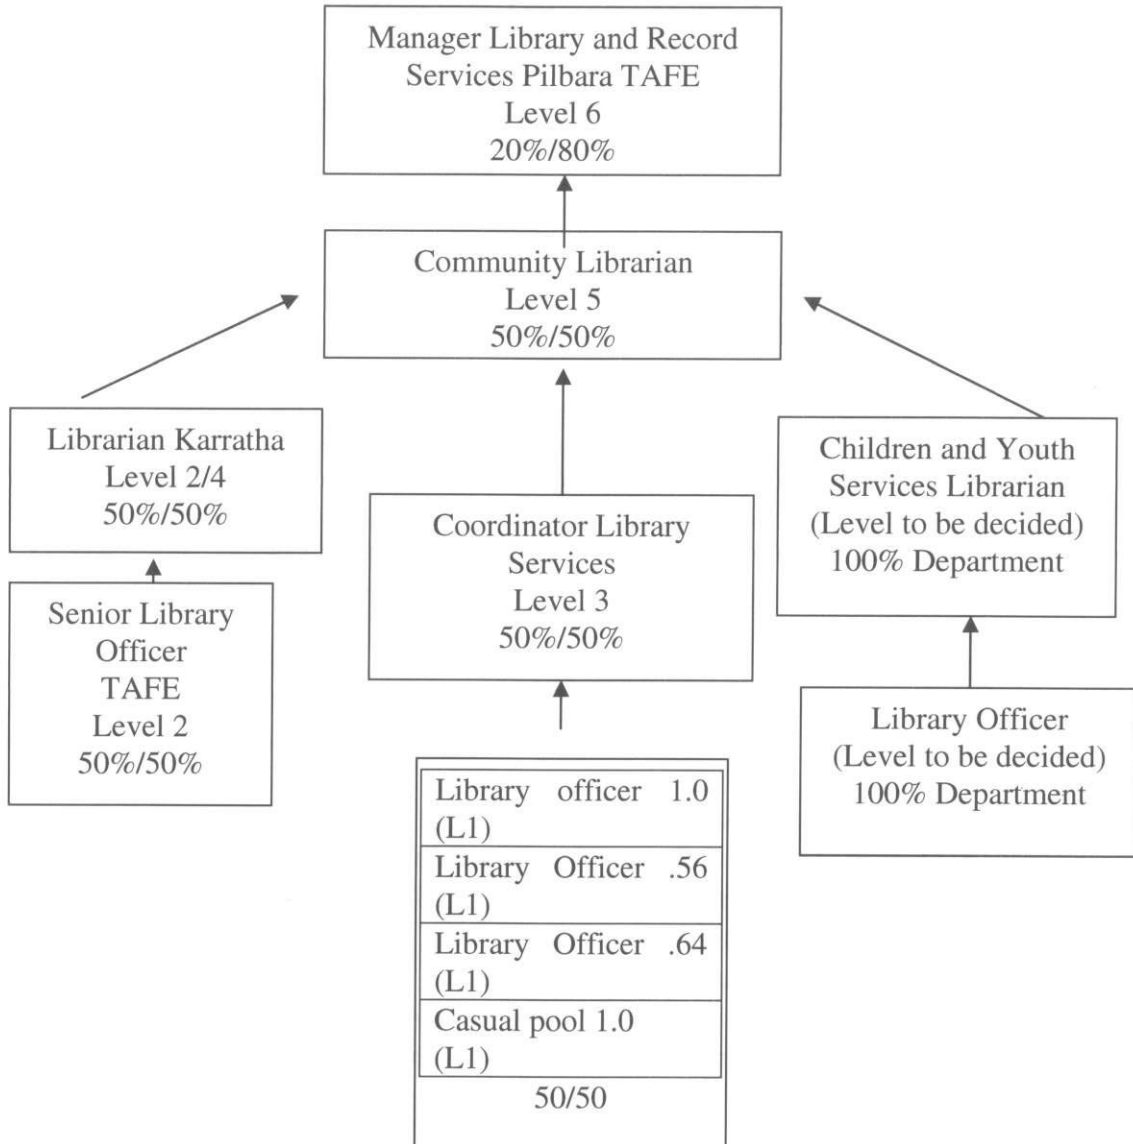 Manager Library and Record
Services Pilbara TAFE
Level 6
20%/80%
Community Librarian
Level 5
50%/50%
Librarian Karratha
Level 2/4
50%/50%
Senior Library
Officer
TAFE
Level 2
50%/50%
Coordinator Library
Services
Level 3
50%/50%
Library officer 1.0
(L1)
Library Officer .56
(L1)
Library Officer .64
(L1)
Casual pool 1.0
(L1)
50/50
Children and Youth
Services Librarian
(Level to be decided)
100% Department
Library Officer
(Level to be decided)
100% Department